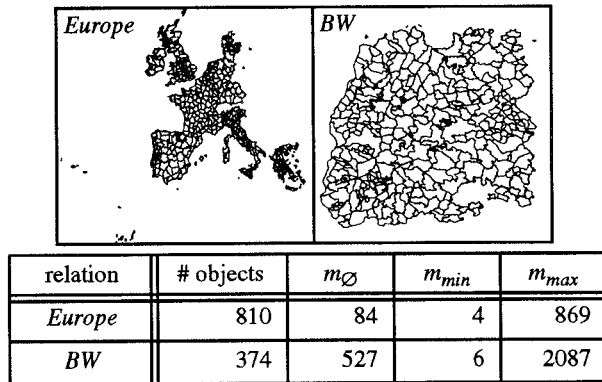 Europe
BW
relation # objects m∅ mmin mmax
Europe 810 84 4 869
BW 374 527 6 2087